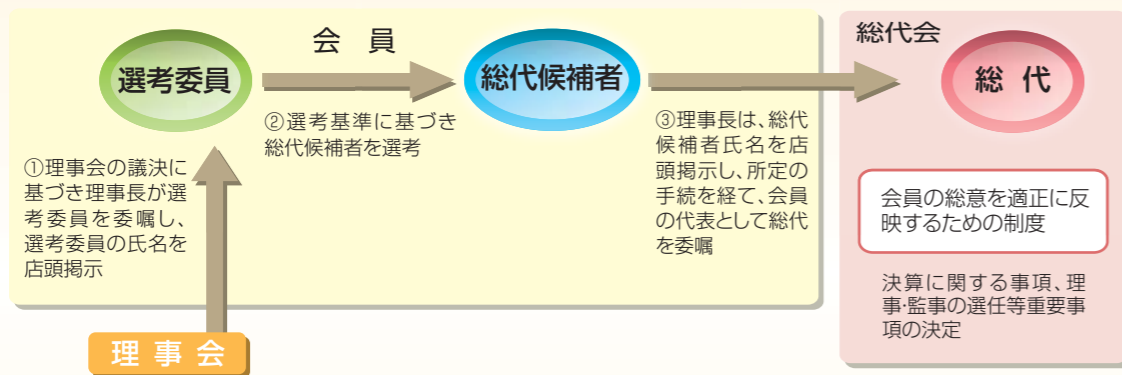 会　員
選考委員
総代候補者
①理事会の議決に
基づき理事長が選
考委員を委嘱し、
選考委員の氏名を
店頭掲示
②選考基準に基づき
総代候補者を選考
③理事長は、総代
候補者氏名を店
頭掲示し、所定の
手続を経て、会員
の代表として総代
を委嘱
理 事 会
総代会
総 代
会員の総意を適正に反
映するための制度
決算に関する事項、理
事・監事の選任等重要事
項の決定